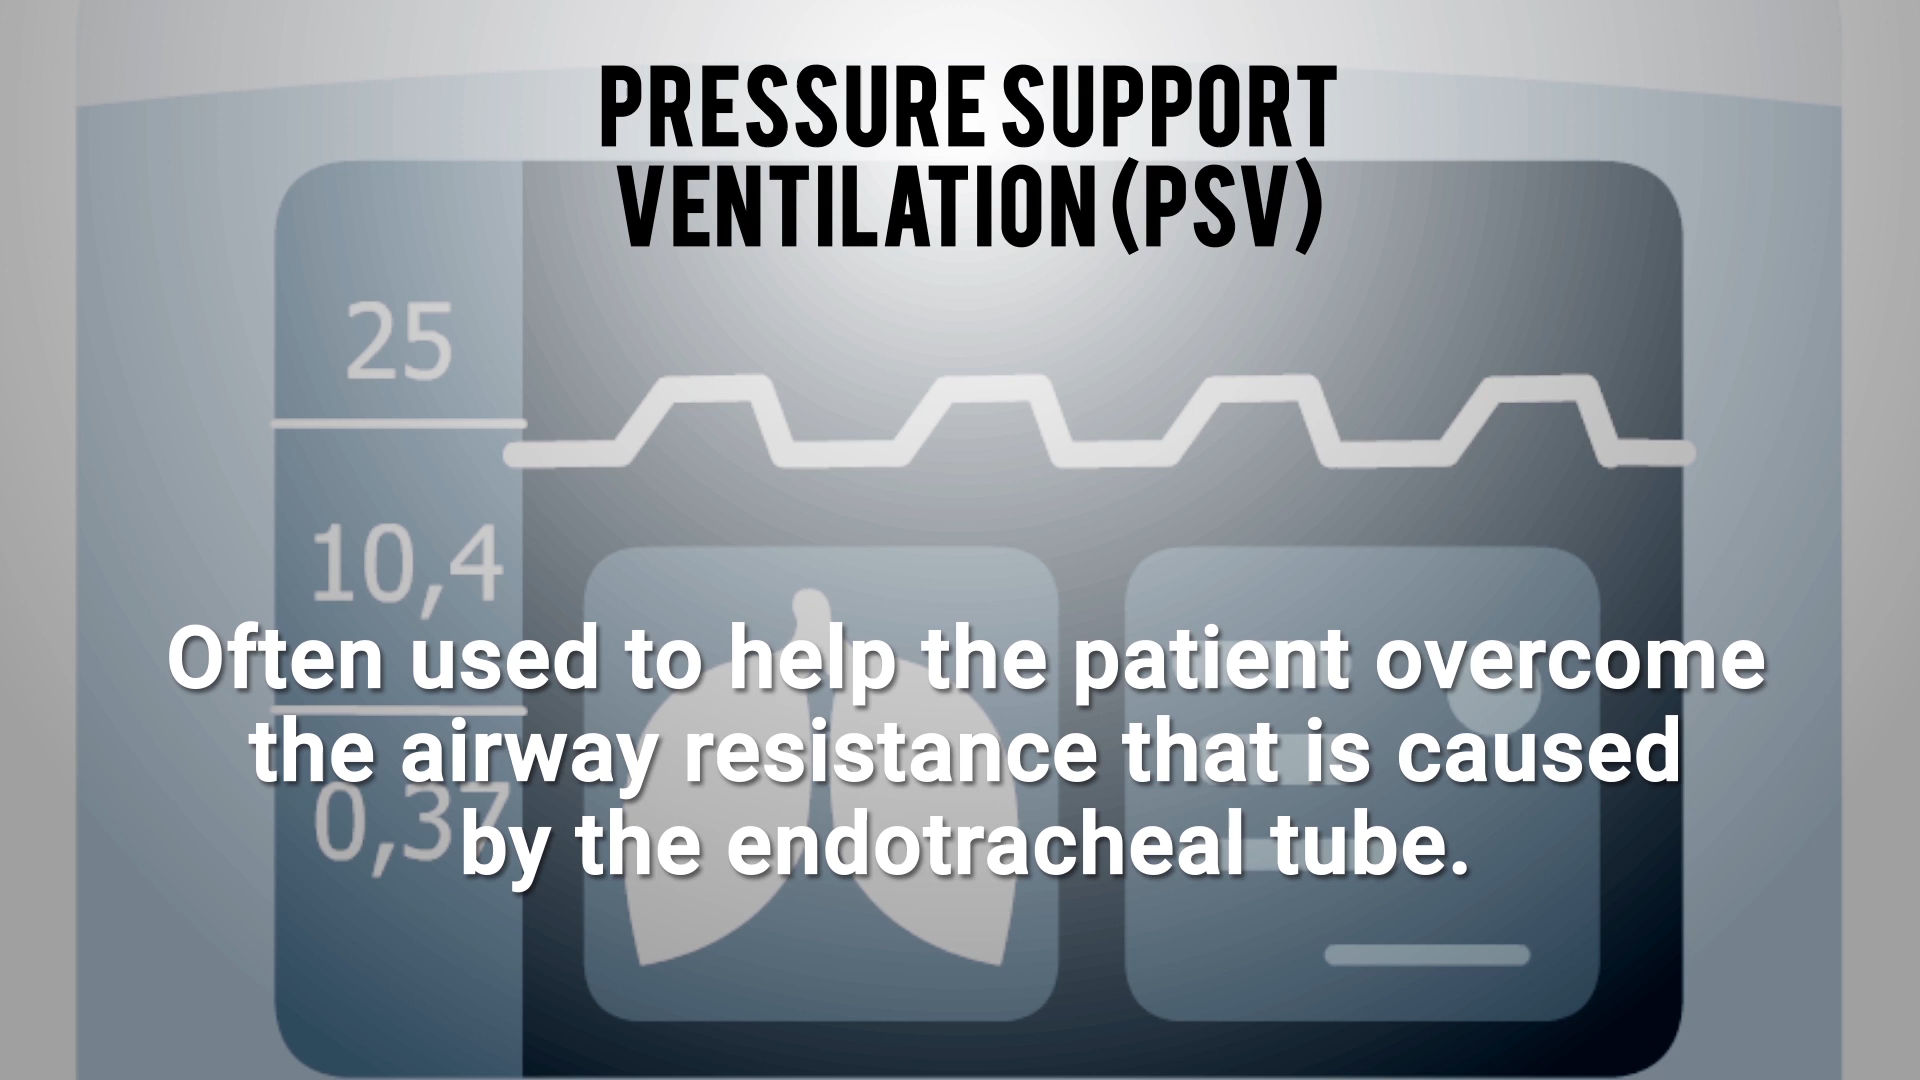 PRESSURE SUPPORT
VENTILATION (PSV)
25
10,4
Often used to help the patient overcome
the airway resistance that is caused
0,37
by the endotracheal tube.